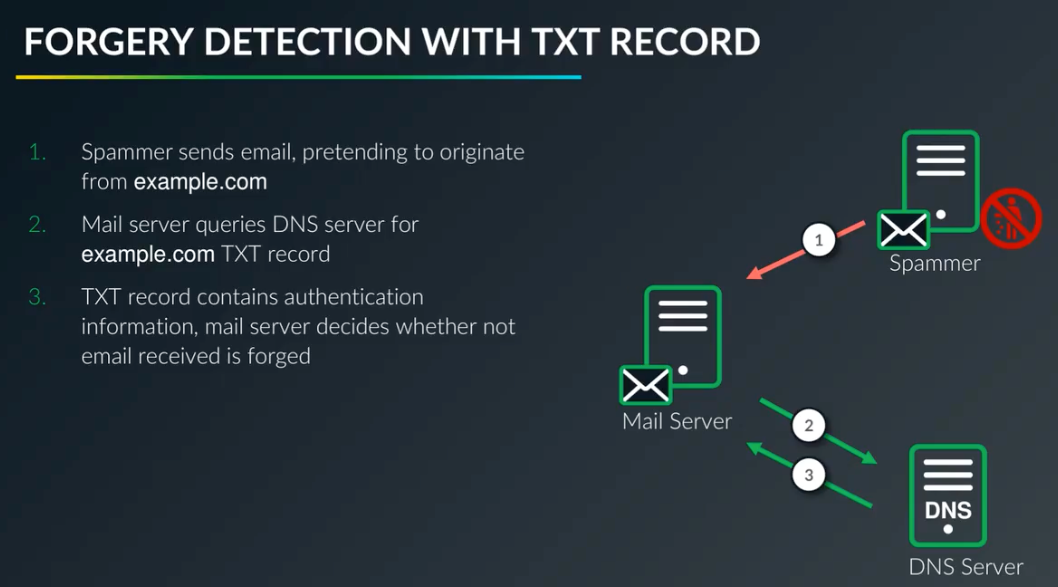 FORGERY DETECTION WITH TXT RECORD
1. Spammer sends email, pretending to originate
from example.com
2. Mail server queries DNS server for
example.com TXT record
3. TXT record contains authentication
information, mail server decides whether not
email received is forged
1
Spammer
Mail Server
2
3
DNS
DNS Server